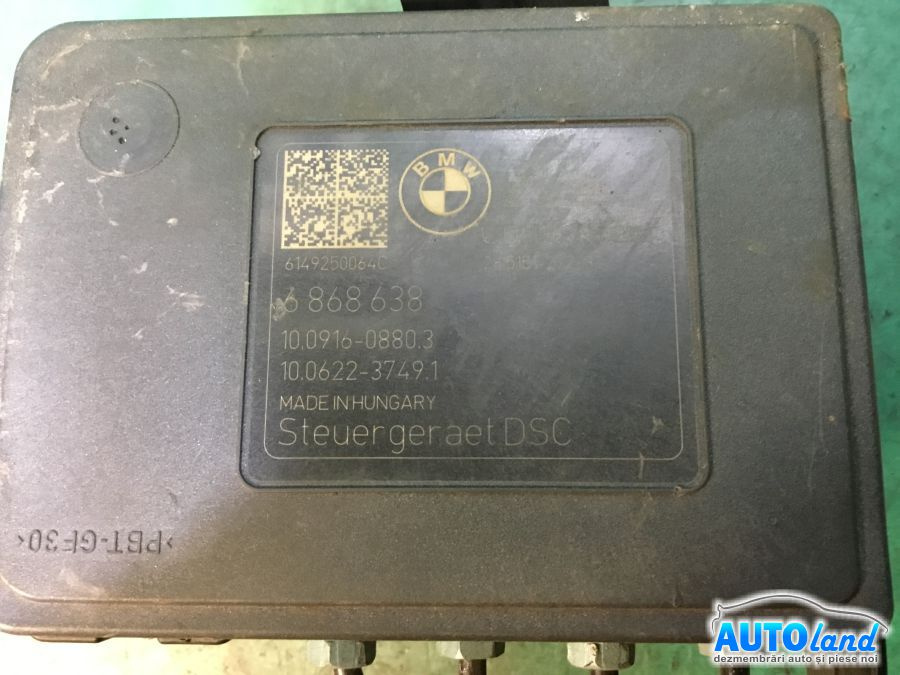 BMW
6149250064C
6 868 638
10.0916-0880.3
10.0622-3749.1
MADE IN HUNGARY
Steuergeraet DSC
>PBT-GF30<
AUTOland
dezmembrări auto și piese noi